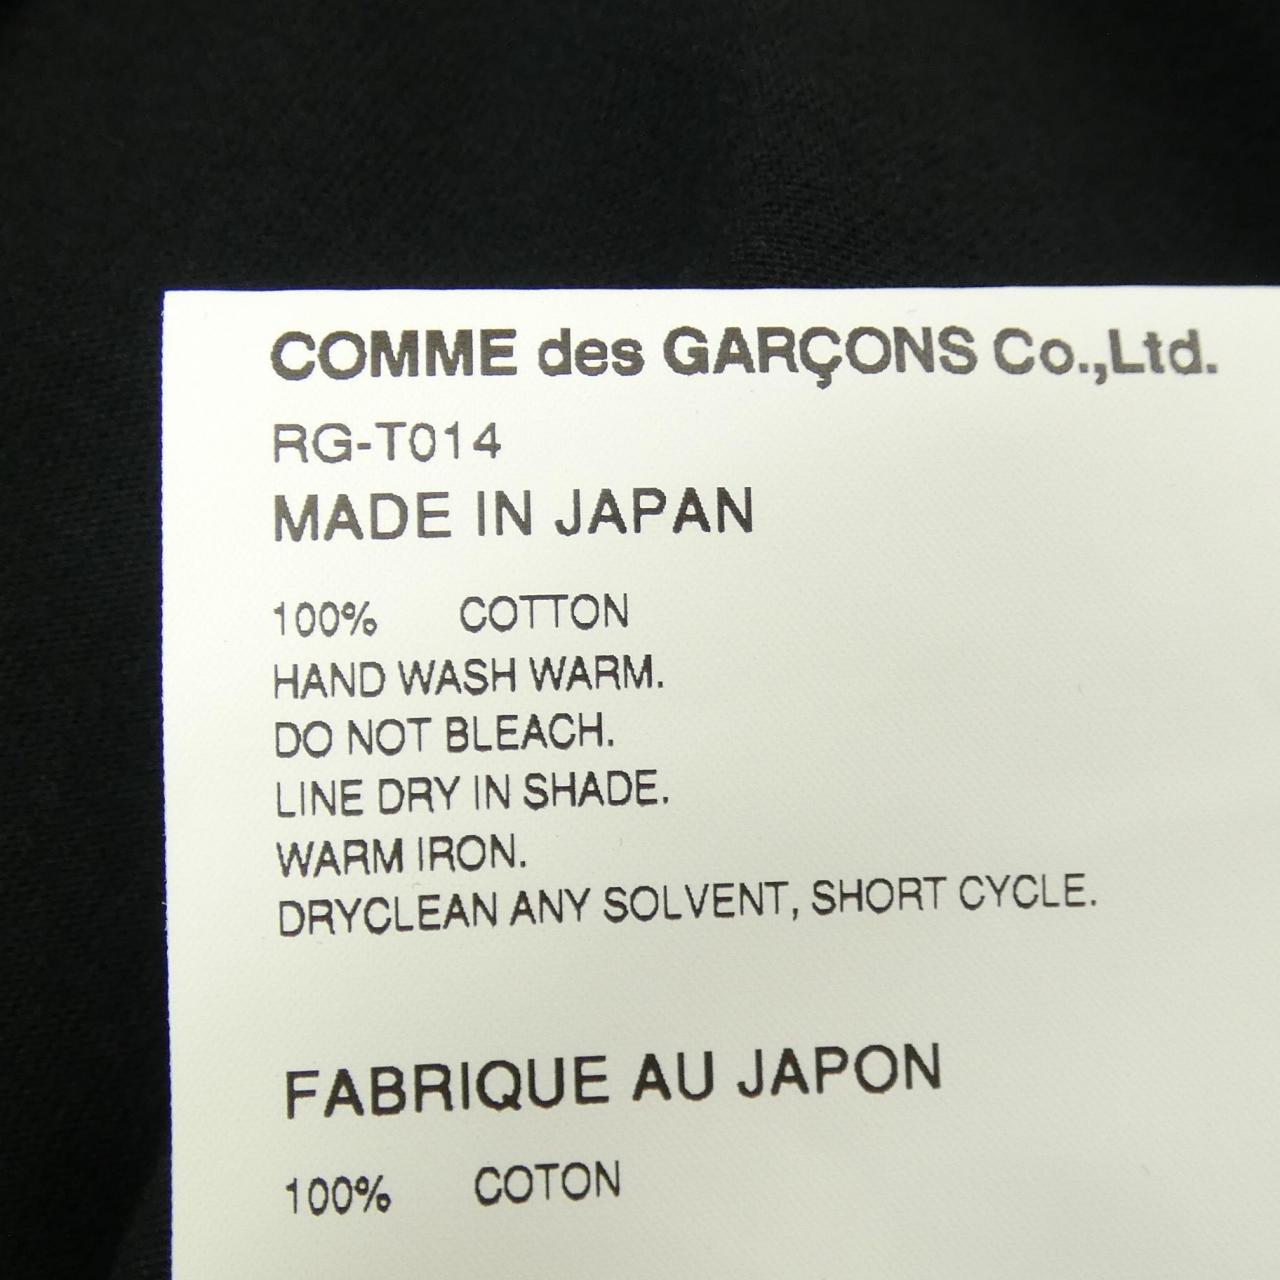 COMME des GARÇONS Co.,Ltd.
RG-T014
MADE IN JAPAN
100% COTTON
HAND WASH WARM.
DO NOT BLEACH.
LINE DRY IN SHADE.
WARM IRON.
DRYCLEAN ANY SOLVENT, SHORT CYCLE.
FABRIQUE AU JAPON
100% COTON